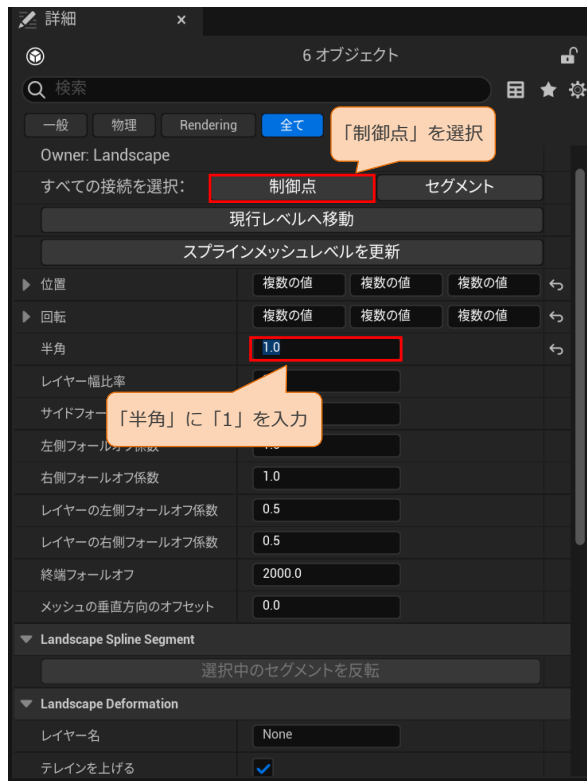 詳細 ×
6 オブジェクト
検索
一般 物理 Rendering 全て
「制御点」を選択
Owner: Landscape
すべての接続を選択: 制御点 セグメント
現行レベルへ移動
スプラインメッシュレベルを更新
位置 複数の値 複数の値 複数の値
回転 複数の値 複数の値 複数の値
半角 1.0
レイヤー幅比率
「半角」に「1」を入力
サイドフォー
左側フォールオフ係数 1.0
右側フォールオフ係数 1.0
レイヤーの左側フォールオフ係数 0.5
レイヤーの右側フォールオフ係数 0.5
終端フォールオフ 2000.0
メッシュの垂直方向のオフセット 0.0
Landscape Spline Segment
選択中のセグメントを反転
Landscape Deformation
レイヤー名 None
テレインを上げる